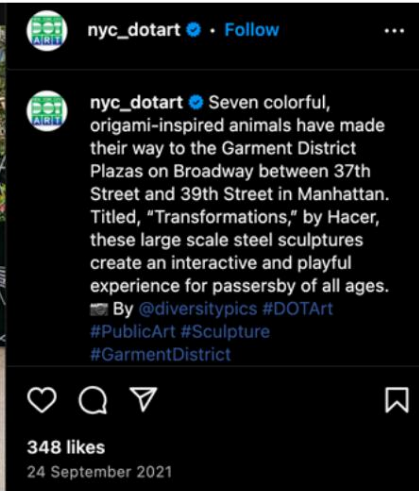 nyc_dotart • Follow
nyc_dotart Seven colorful,
origami-inspired animals have made
their way to the Garment District
Plazas on Broadway between 37th
Street and 39th Street in Manhattan.
Titled, “Transformations,” by Hacer,
these large scale steel sculptures
create an interactive and playful
experience for passersby of all ages.
📷 By @diversitypics #DOTArt
#PublicArt #Sculpture
#GarmentDistrict
348 likes
24 September 2021